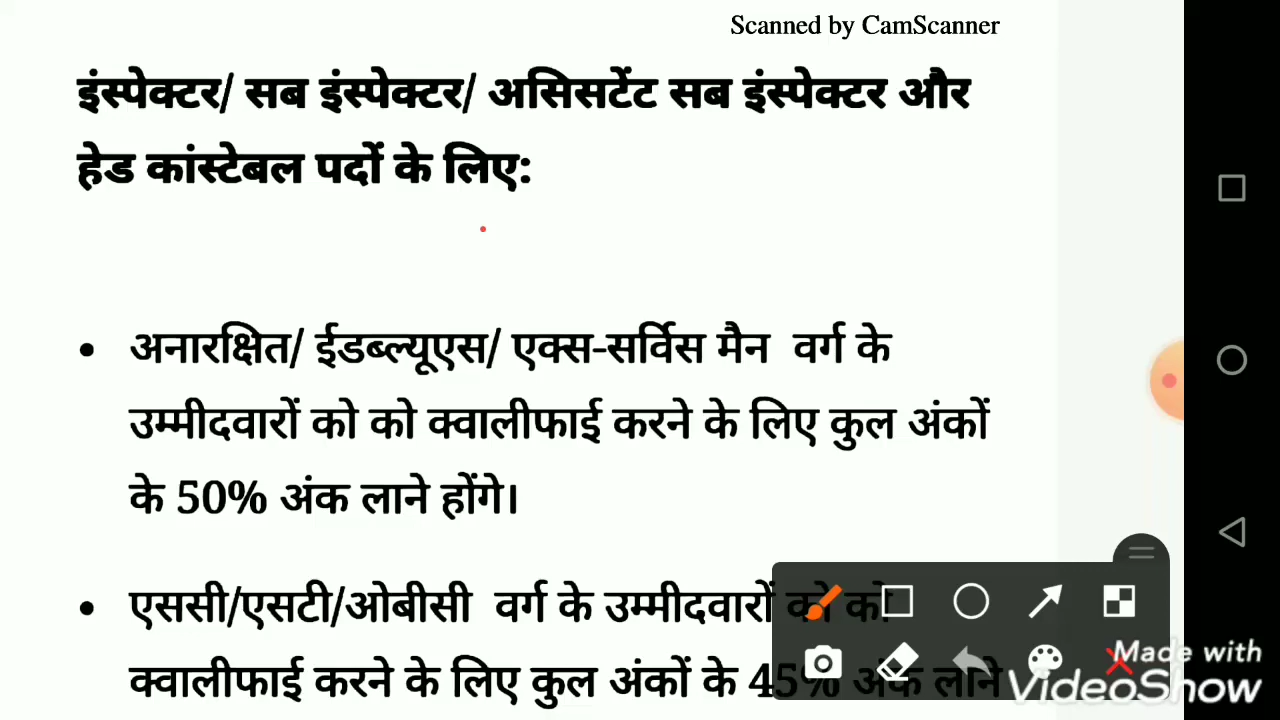 Scanned by CamScanner
इंस्पेक्टर/ सब इंस्पेक्टर/ असिसटेंट सब इंस्पेक्टर और
हेड कांस्टेबल पदों के लिए:
अनारक्षित/ ईडब्ल्यूएस/ एक्स-सर्विस मैन वर्ग के
उम्मीदवारों को को क्वालीफाई करने के लिए कुल अंकों
के 50% अंक लाने होंगे।
एससी/एसटी/ओबीसी वर्ग के उम्मीदवारों को को
क्वालीफाई करने के लिए कुल अंकों के 45% अंक लाने
Made with
VideoShow